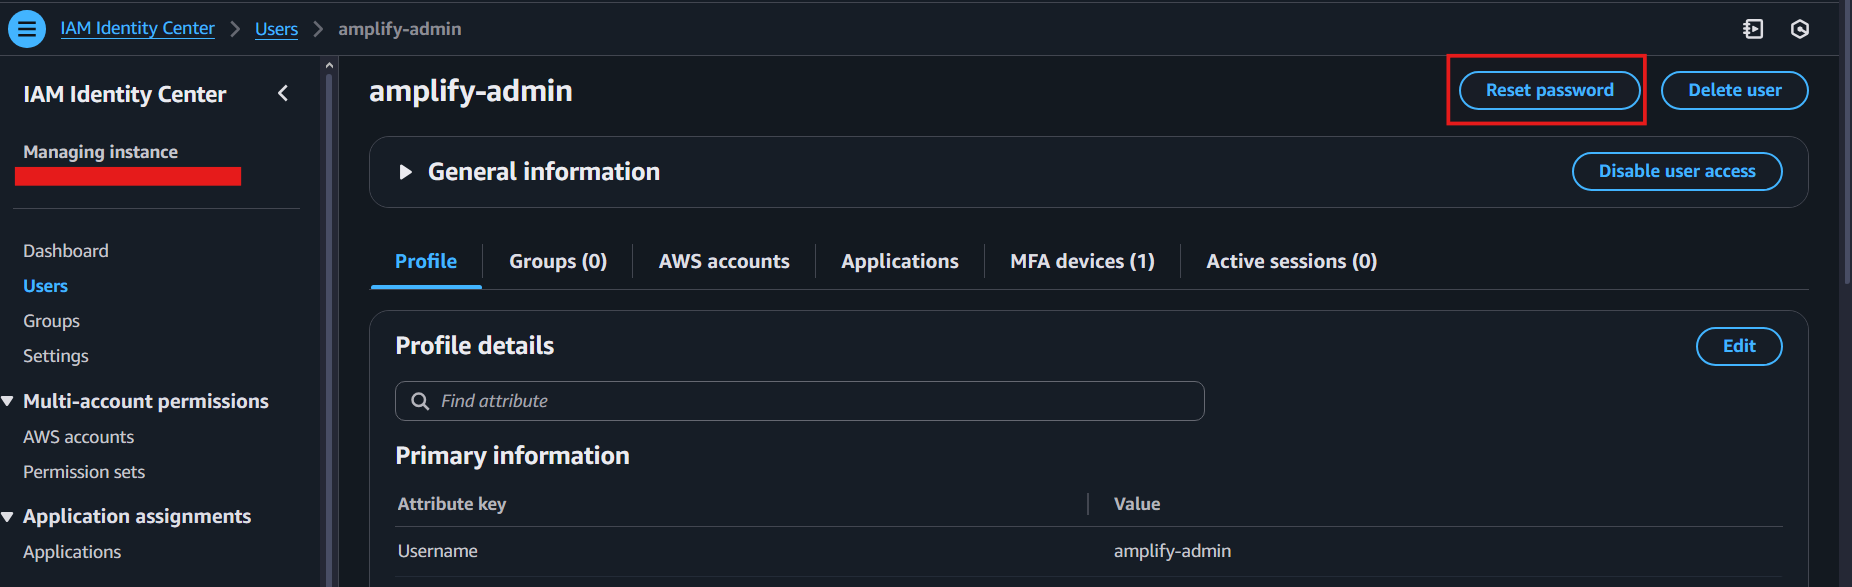 IAM Identity Center > Users > amplify-admin
IAM Identity Center
Managing instance
Dashboard
Users
Groups
Settings
Multi-account permissions
AWS accounts
Permission sets
Application assignments
Applications
amplify-admin
Reset password
Delete user
General information
Disable user access
Profile
Groups (0)
AWS accounts
Applications
MFA devices (1)
Active sessions (0)
Profile details
Edit
Find attribute
Primary information
Attribute key
Value
Username
amplify-admin